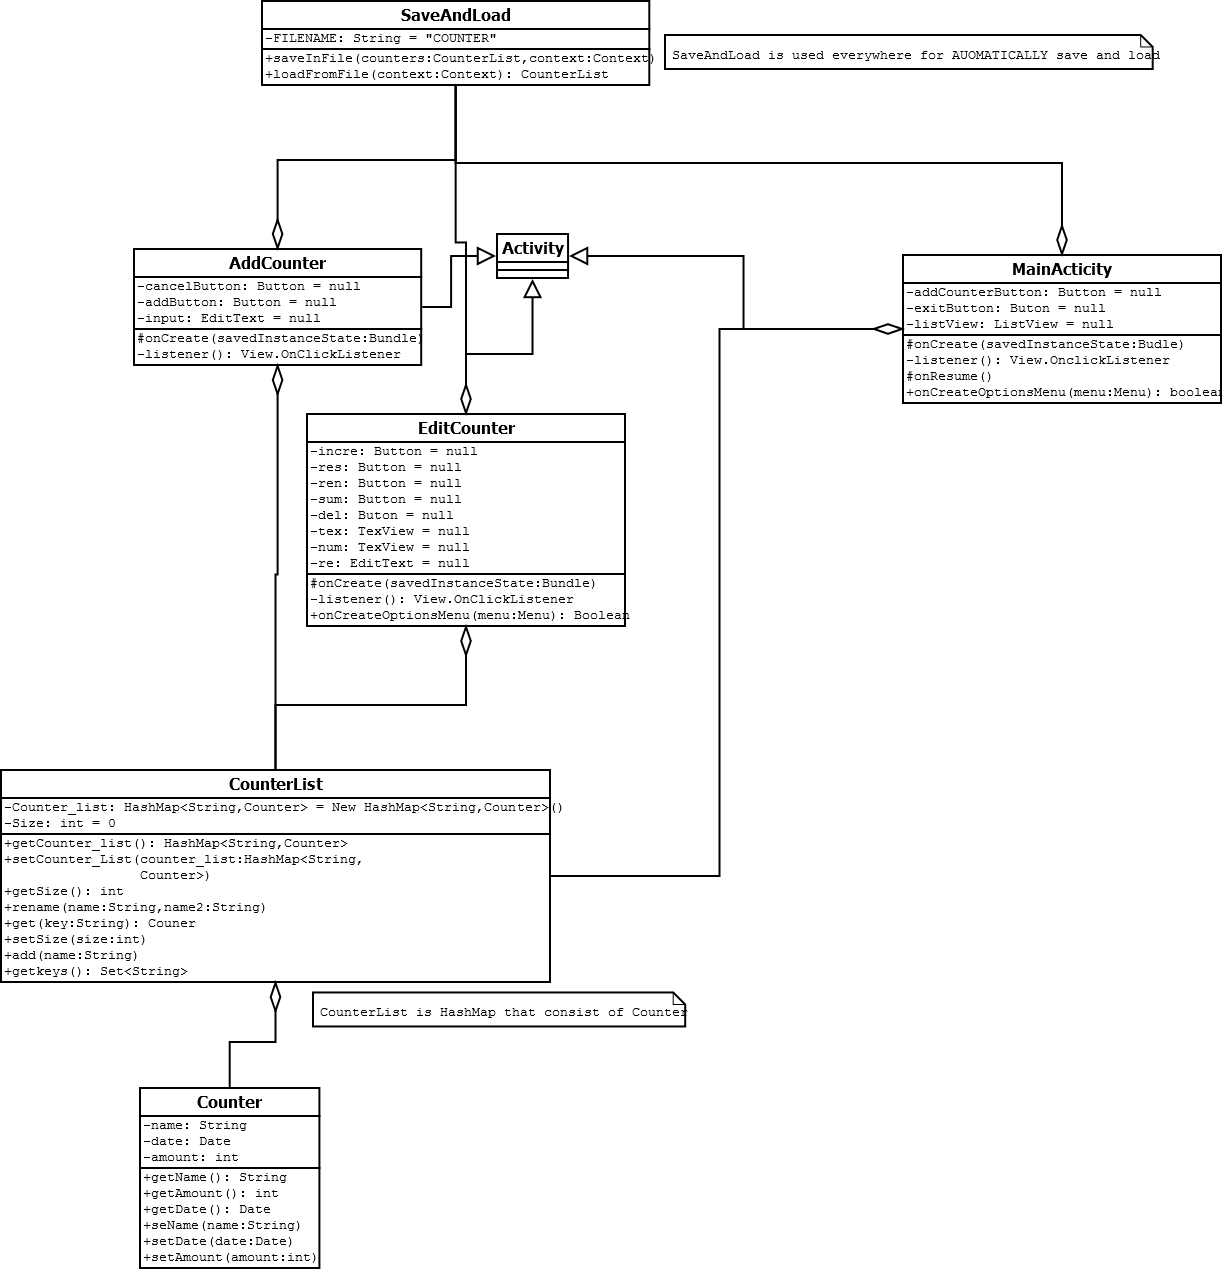 SaveAndLoad
-FILENAME: String = "COUNTER"
+saveInFile(counters:CounterList,context:Context)
+loadFromFile(context:Context): CounterList
SaveAndLoad is used everywhere for AUOMATICALLY save and load
Activity
AddCounter
-cancelButton: Button = null
-addButton: Button = null
-input: EditText = null
#onCreate(savedInstanceState:Bundle)
-listener(): View.OnClickListener
MainActicity
-addCounterButton: Button = null
-exitButton: Buton = null
-listView: ListView = null
#onCreate(savedInstanceState:Budle)
-listener(): View.OnclickListener
#onResume()
+onCreateOptionsMenu(menu:Menu): boolean
EditCounter
-incre: Button = null
-res: Button = null
-ren: Button = null
-sum: Button = null
-del: Buton = null
-tex: TexView = null
-num: TexView = null
-re: EditText = null
#onCreate(savedInstanceState:Bundle)
-listener(): View.OnClickListener
+onCreateOptionsMenu(menu:Menu): Boolean
CounterList
-Counter_list: HashMap<String,Counter> = New HashMap<String,Counter>()
-Size: int = 0
+getCounter_list(): HashMap<String,Counter>
+setCounter_List(counter_list:HashMap<String,
Counter>)
+getSize(): int
+rename(name:String,name2:String)
+get(key:String): Couner
+setSize(size:int)
+add(name:String)
+getkeys(): Set<String>
CounterList is HashMap that consist of Counter
Counter
-name: String
-date: Date
-amount: int
+getName(): String
+getAmount(): int
+getDate(): Date
+seName(name:String)
+setDate(date:Date)
+setAmount(amount:int)